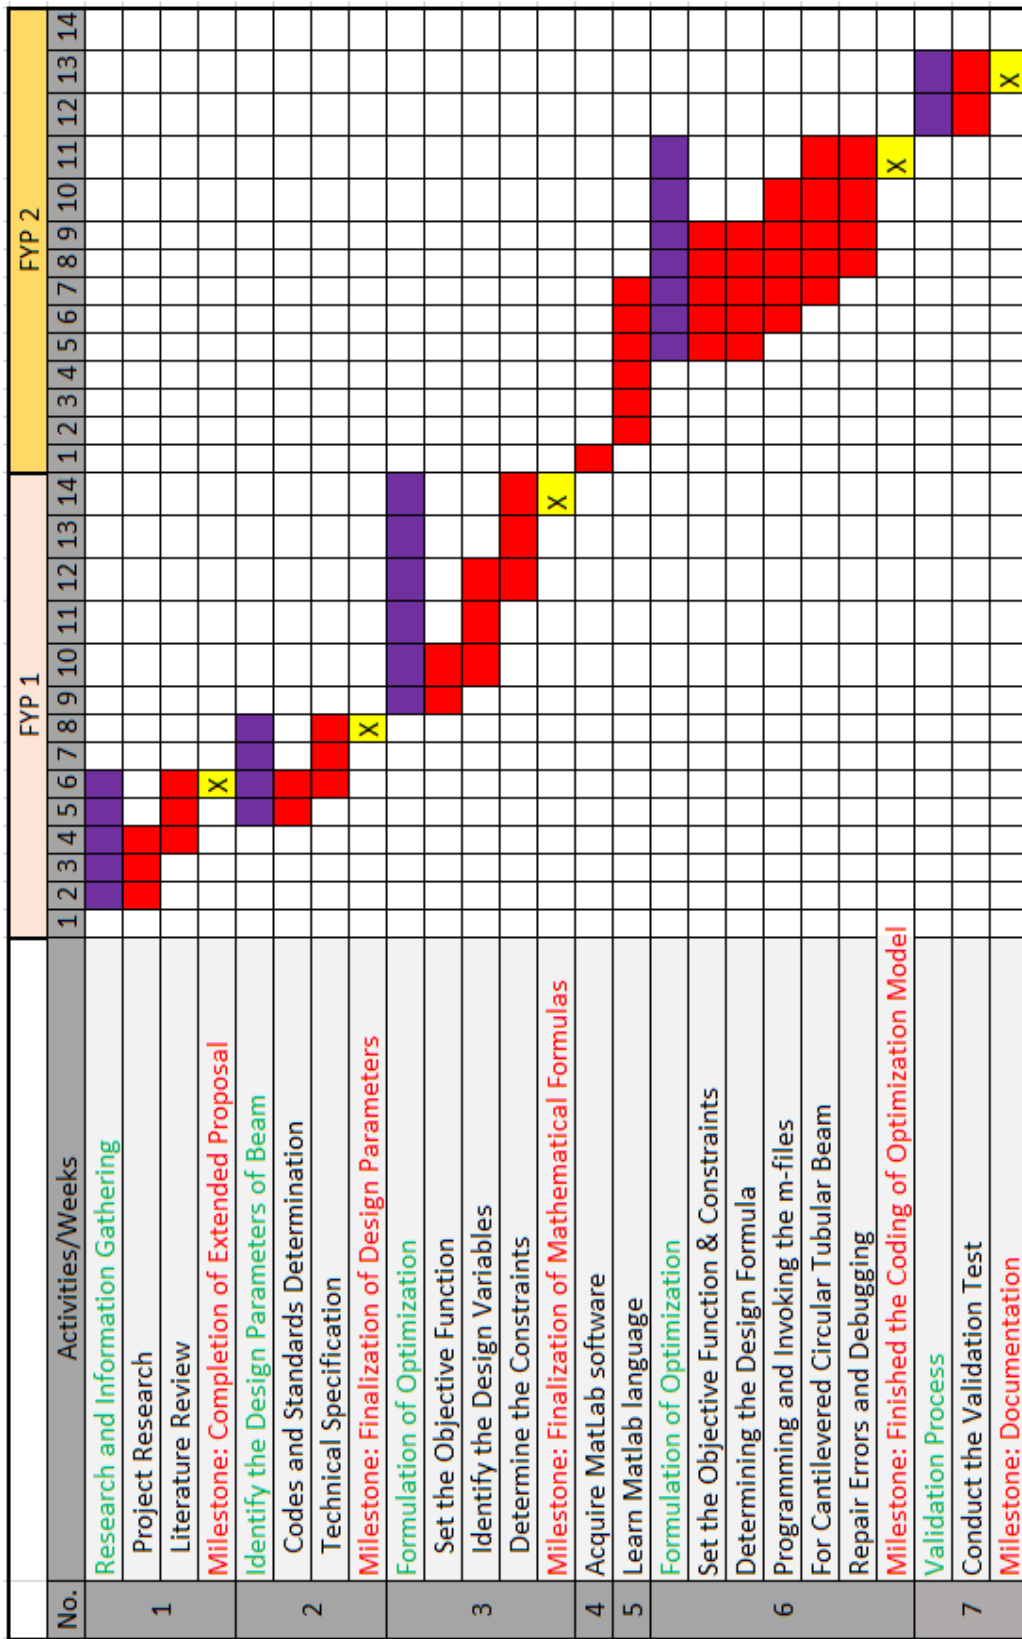 FYP 1 FYP 2
No. Activities/Weeks 1 2 3 4 5 6 7 8 9 10 11 12 13 14 1 2 3 4 5 6 7 8 9 10 11 12 13 14
1
Research and Information Gathering
Project Research
Literature Review
Milestone: Completion of Extended Proposal X
2
Identify the Design Parameters of Beam
Codes and Standards Determination
Technical Specification
Milestone: Finalization of Design Parameters X
3
Formulation of Optimization
Set the Objective Function
Identify the Design Variables
Determine the Constraints
Milestone: Finalization of Mathematical Formulas X
4 Acquire MatLab software
5 Learn Matlab language
6
Formulation of Optimization
Set the Objective Function & Constraints
Determining the Design Formula
Programming and Invoking the m-files
For Cantilevered Circular Tubular Beam
Repair Errors and Debugging
Milestone: Finished the Coding of Optimization Model X
7
Validation Process
Conduct the Validation Test
Milestone: Documentation X